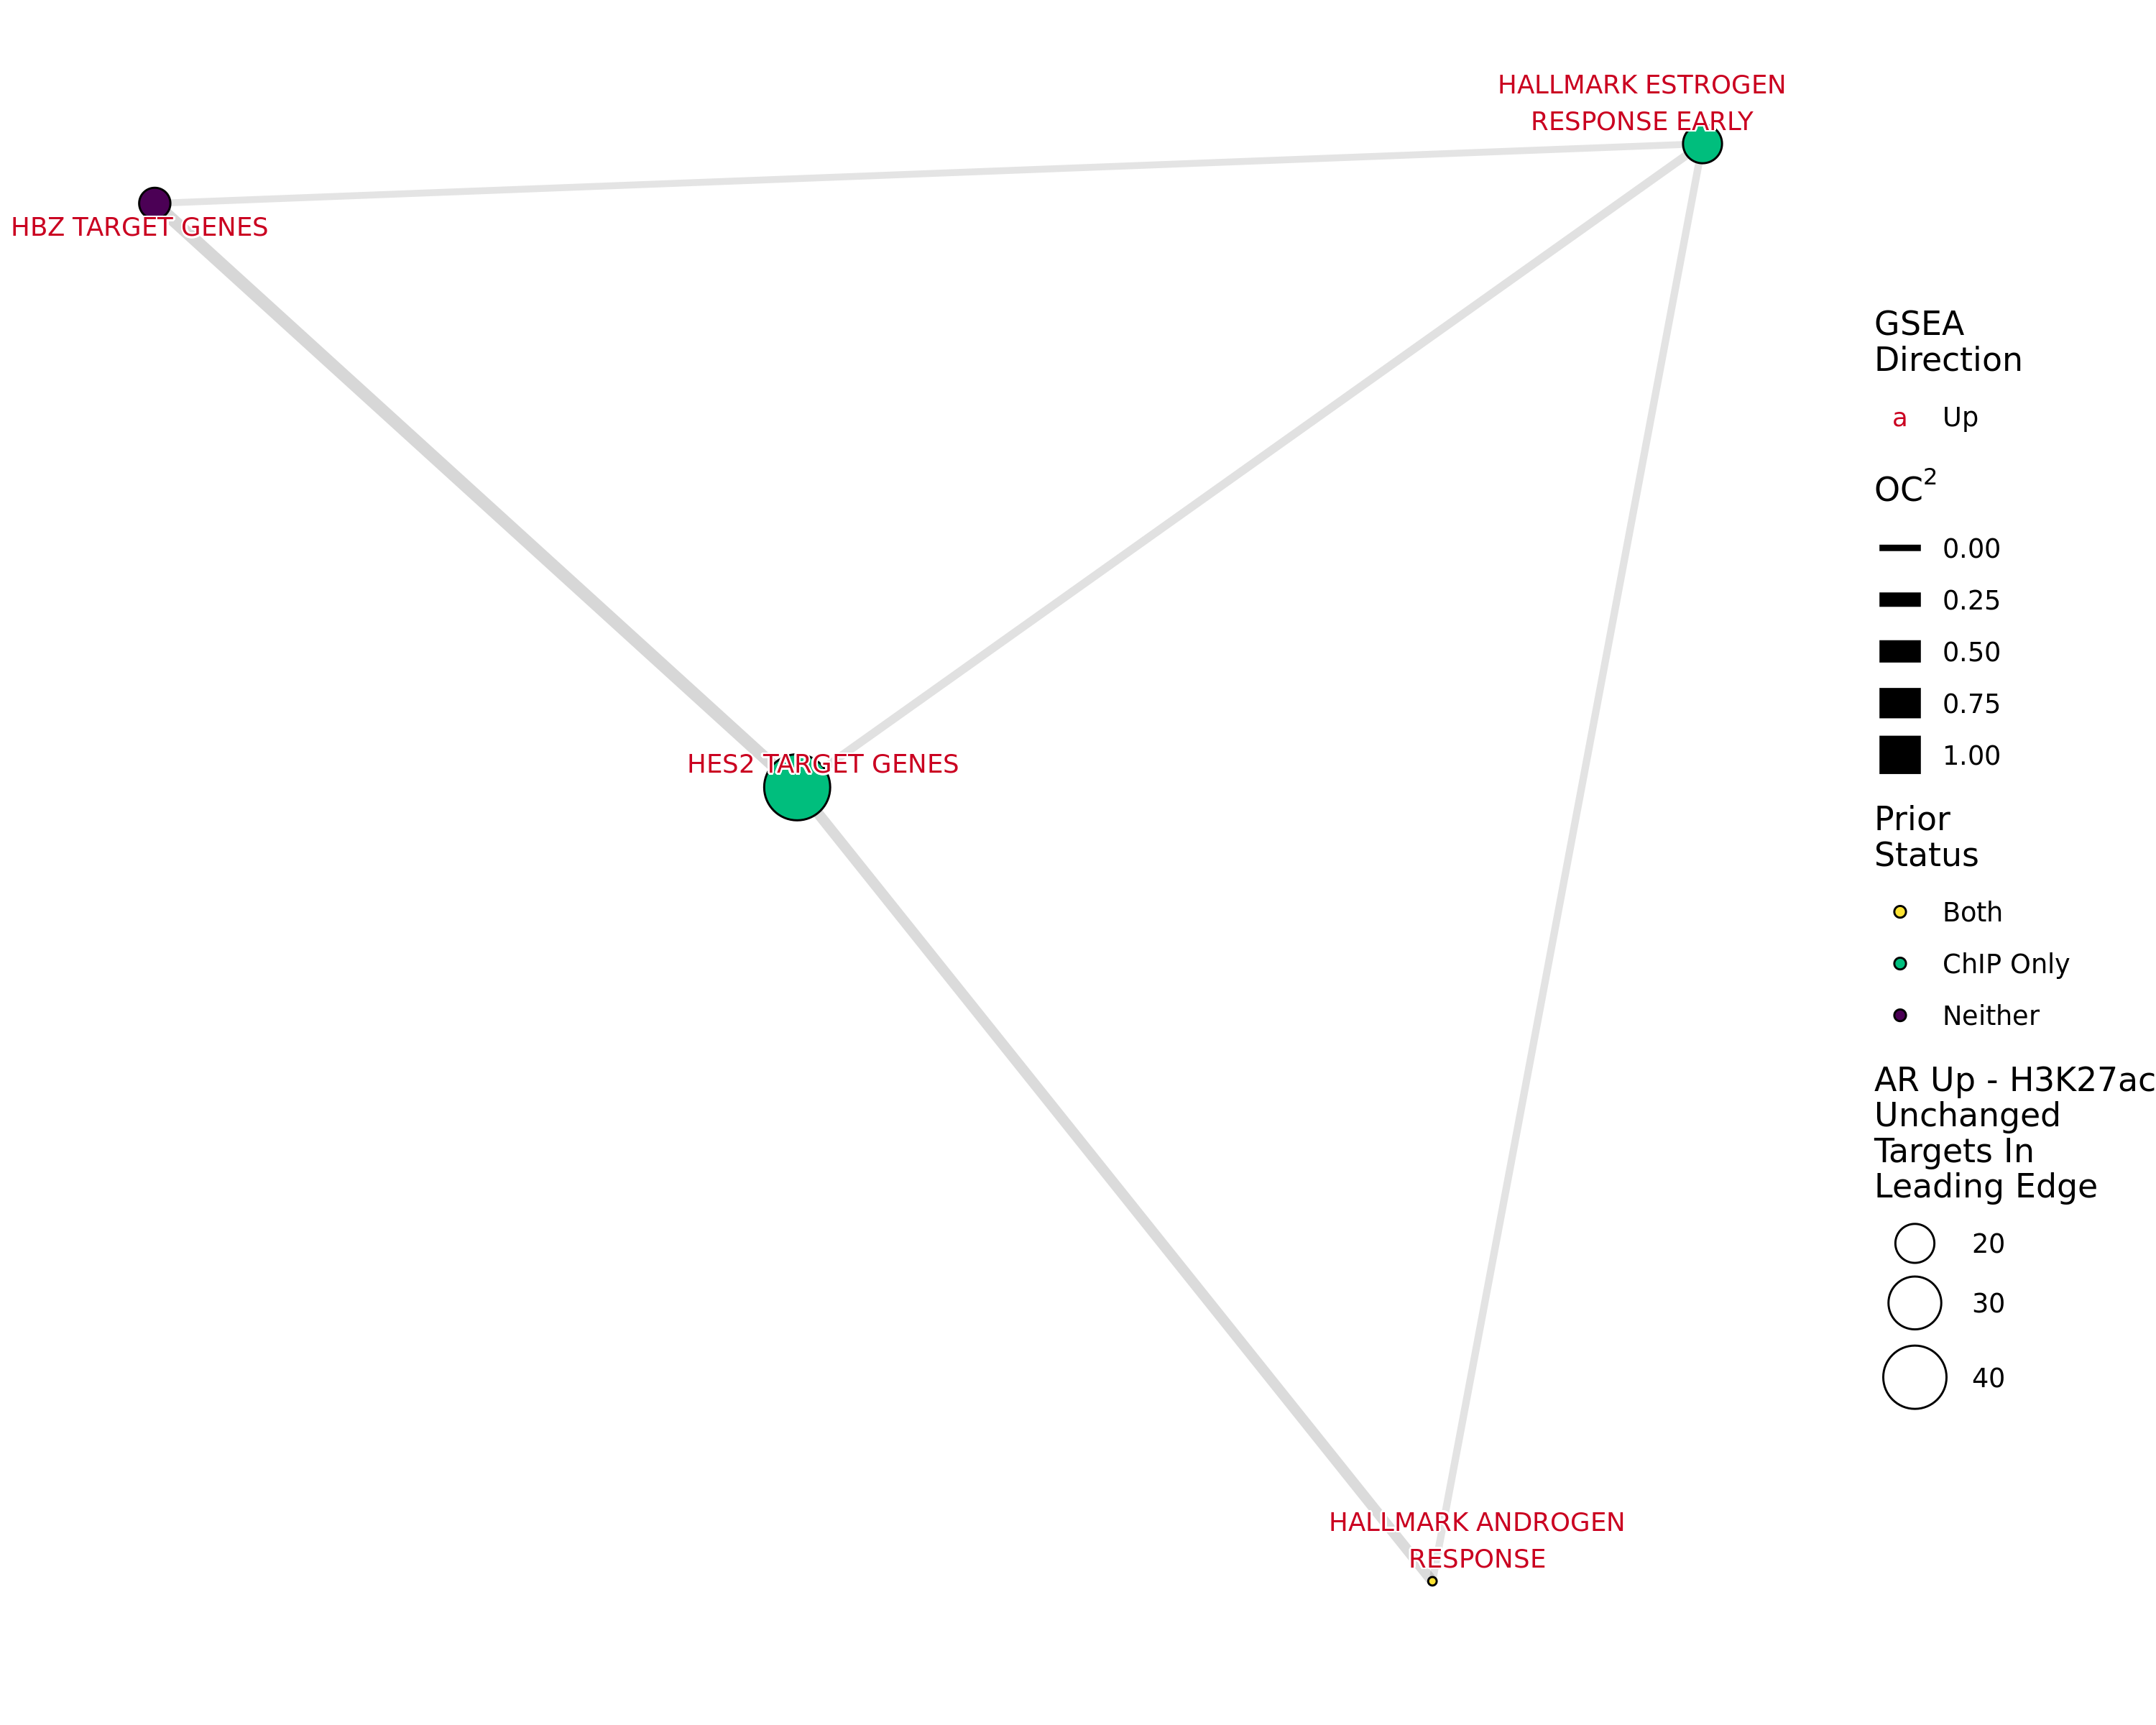 HALLMARK ESTROGEN
RESPONSE EARLY
HBZ TARGET GENES
HES2 TARGET GENES
HALLMARK ANDROGEN
RESPONSE
GSEA
Direction
a Up
OC²
0.00
0.25
0.50
0.75
1.00
Prior
Status
Both
ChIP Only
Neither
AR Up - H3K27ac
Unchanged
Targets In
Leading Edge
20
30
40